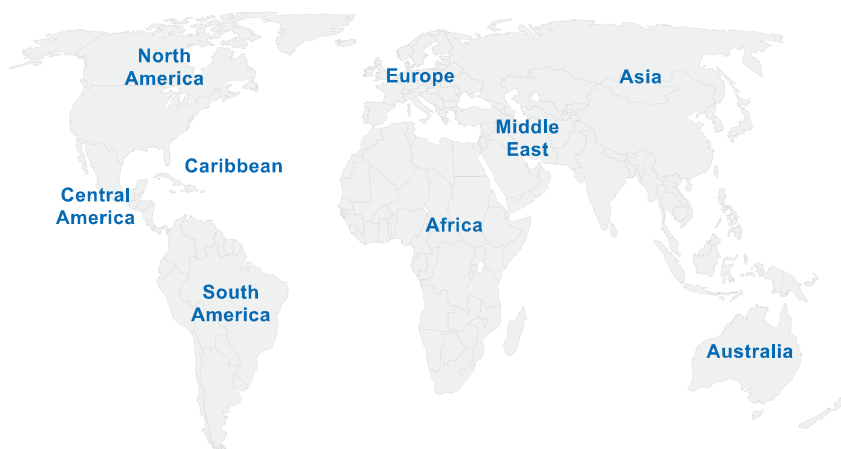 North
America
Europe
Asia
Middle
East
Caribbean
Central
America
Africa
South
America
Australia